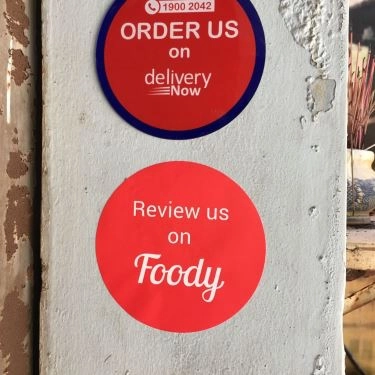 1900 2042
ORDER US
on
delivery
Now
Review us
on
Foody